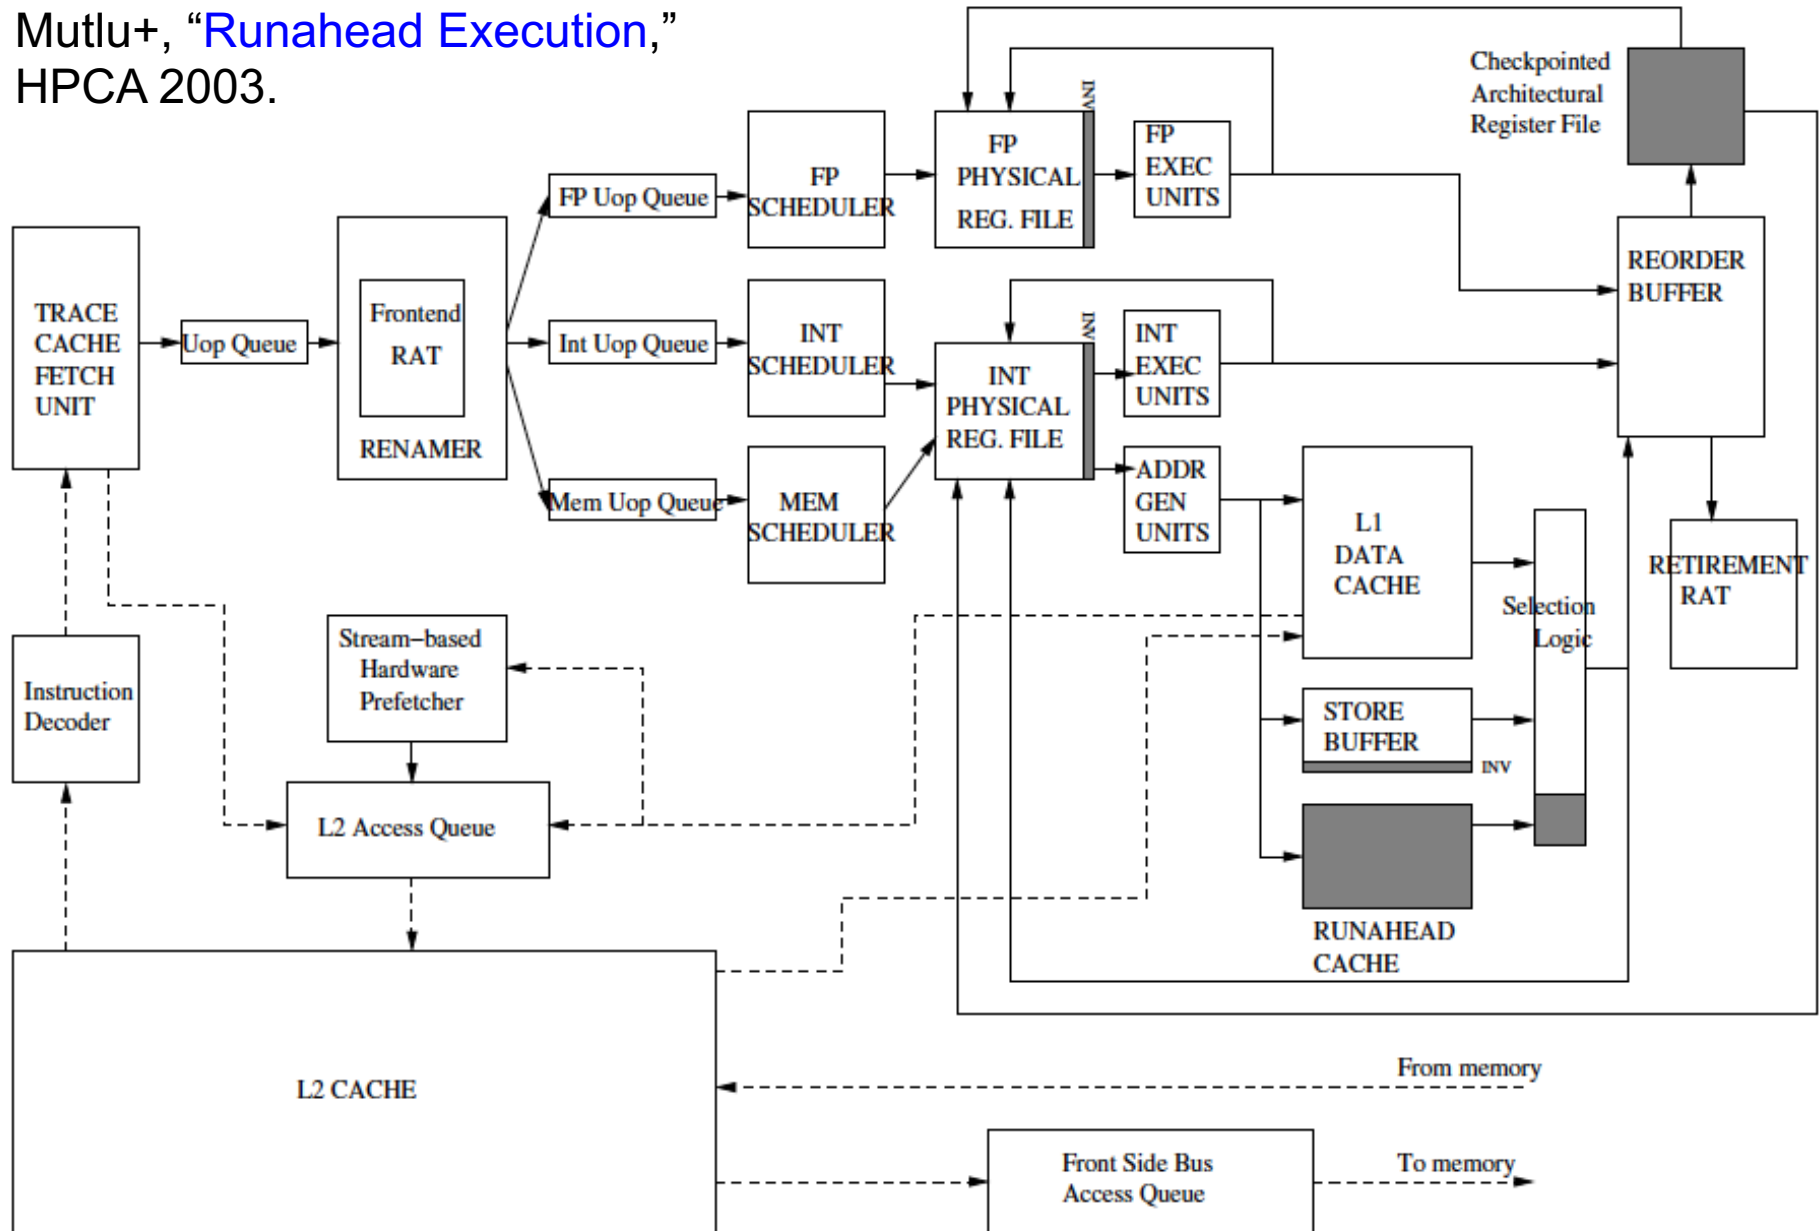 Mutlu+, “Runahead Execution,”
HPCA 2003.
Checkpointed
Architectural
Register File
INV
FP
PHYSICAL
REG. FILE
FP
EXEC
UNITS
FP Uop Queue
FP
SCHEDULER
REORDER
BUFFER
TRACE
CACHE
FETCH
UNIT
Uop Queue
Frontend
RAT
RENAMER
Int Uop Queue
INT
SCHEDULER
INV
INT
PHYSICAL
REG. FILE
INT
EXEC
UNITS
Mem Uop Queue
MEM
SCHEDULER
ADDR
GEN
UNITS
L1
DATA
CACHE
RETIREMENT
RAT
Selection
Logic
Stream−based
Hardware
Prefetcher
Instruction
Decoder
STORE
BUFFER
INV
L2 Access Queue
RUNAHEAD
CACHE
L2 CACHE
From memory
Front Side Bus
Access Queue
To memory